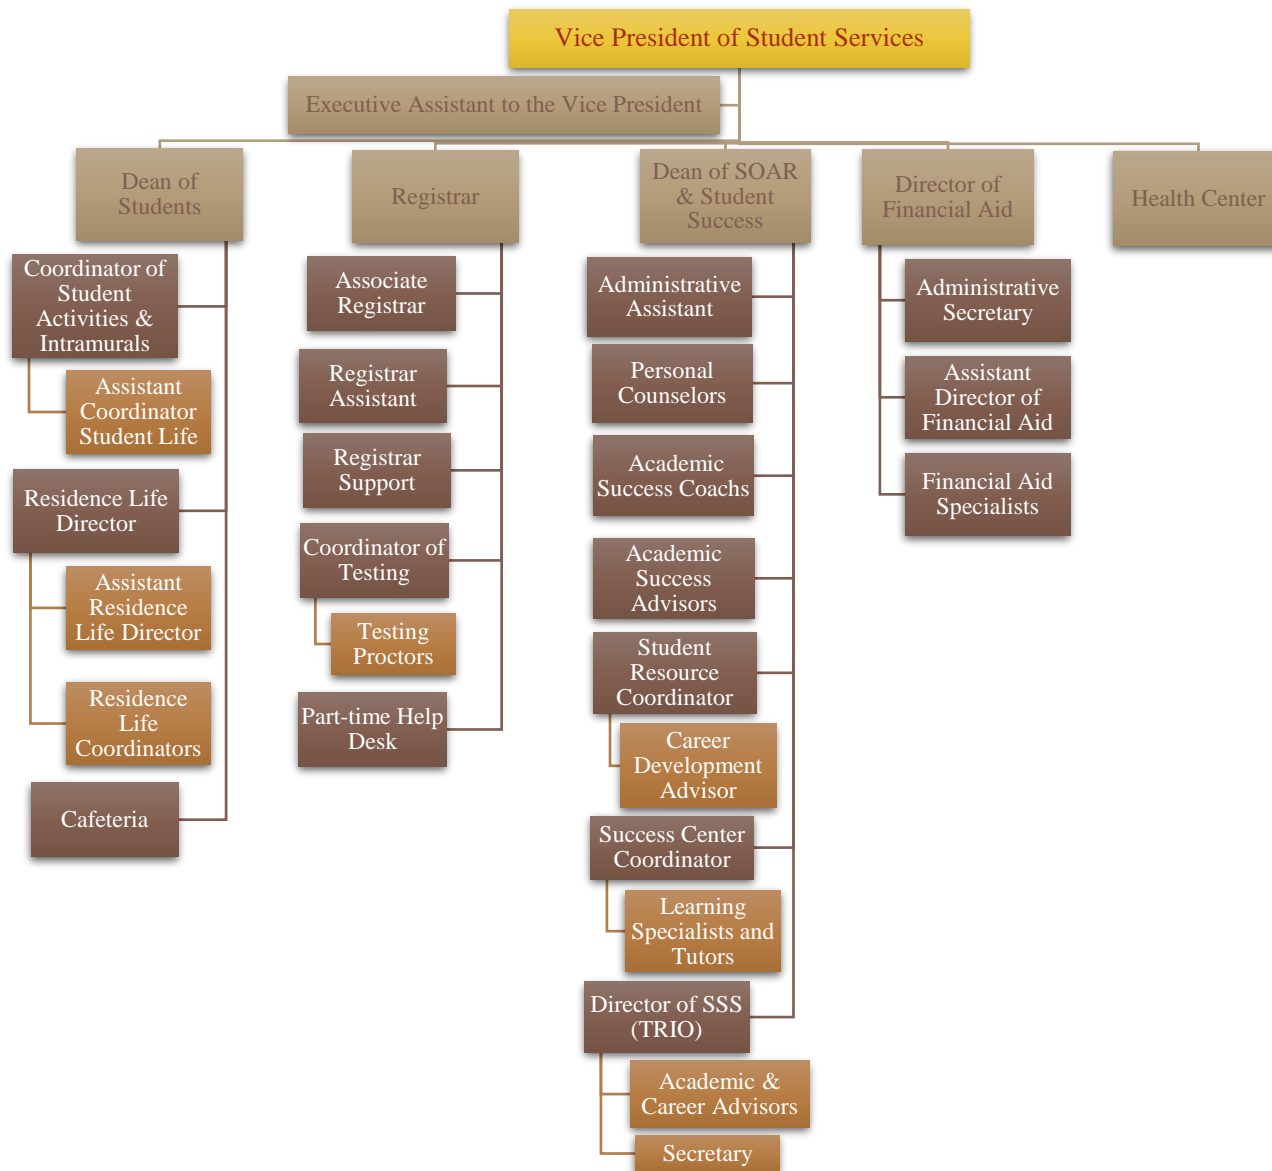 Vice President of Student Services
Executive Assistant to the Vice President
Dean of
Students
Registrar
Dean of SOAR
& Student
Success
Director of
Financial Aid
Health Center
Coordinator of
Student
Activities &
Intramurals
Assistant
Coordinator
Student Life
Residence Life
Director
Assistant
Residence
Life Director
Residence
Life
Coordinators
Cafeteria
Associate
Registrar
Registrar
Assistant
Registrar
Support
Coordinator of
Testing
Testing
Proctors
Part-time Help
Desk
Administrative
Assistant
Personal
Counselors
Academic
Success Coachs
Academic
Success
Advisors
Student
Resource
Coordinator
Career
Development
Advisor
Success Center
Coordinator
Learning
Specialists and
Tutors
Director of SSS
(TRIO)
Academic &
Career Advisors
Secretary
Administrative
Secretary
Assistant
Director of
Financial Aid
Financial Aid
Specialists